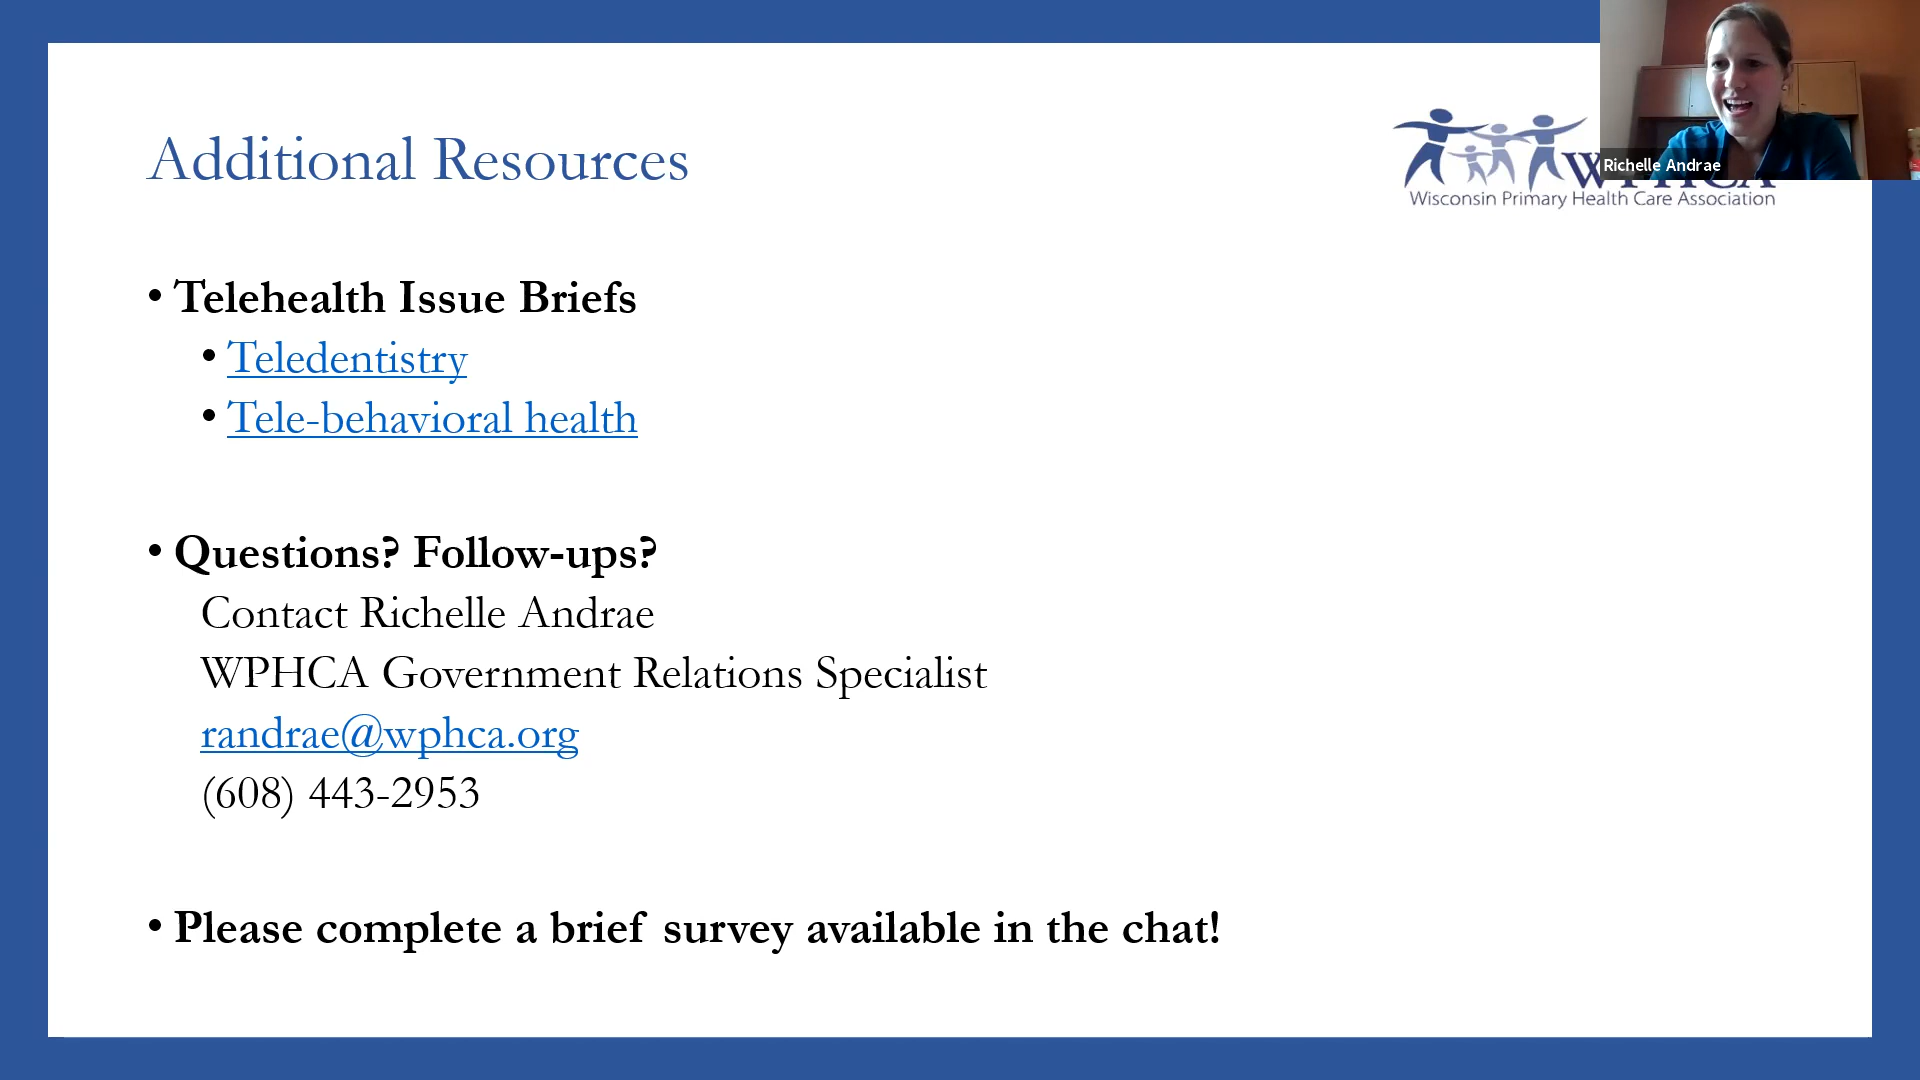 Additional Resources
Richelle Andrae
Wisconsin Primary Health Care Association
• Telehealth Issue Briefs
• Teledentistry
• Tele-behavioral health
• Questions? Follow-ups?
Contact Richelle Andrae
WPHCA Government Relations Specialist
randrae@wphca.org
(608) 443-2953
• Please complete a brief survey available in the chat!